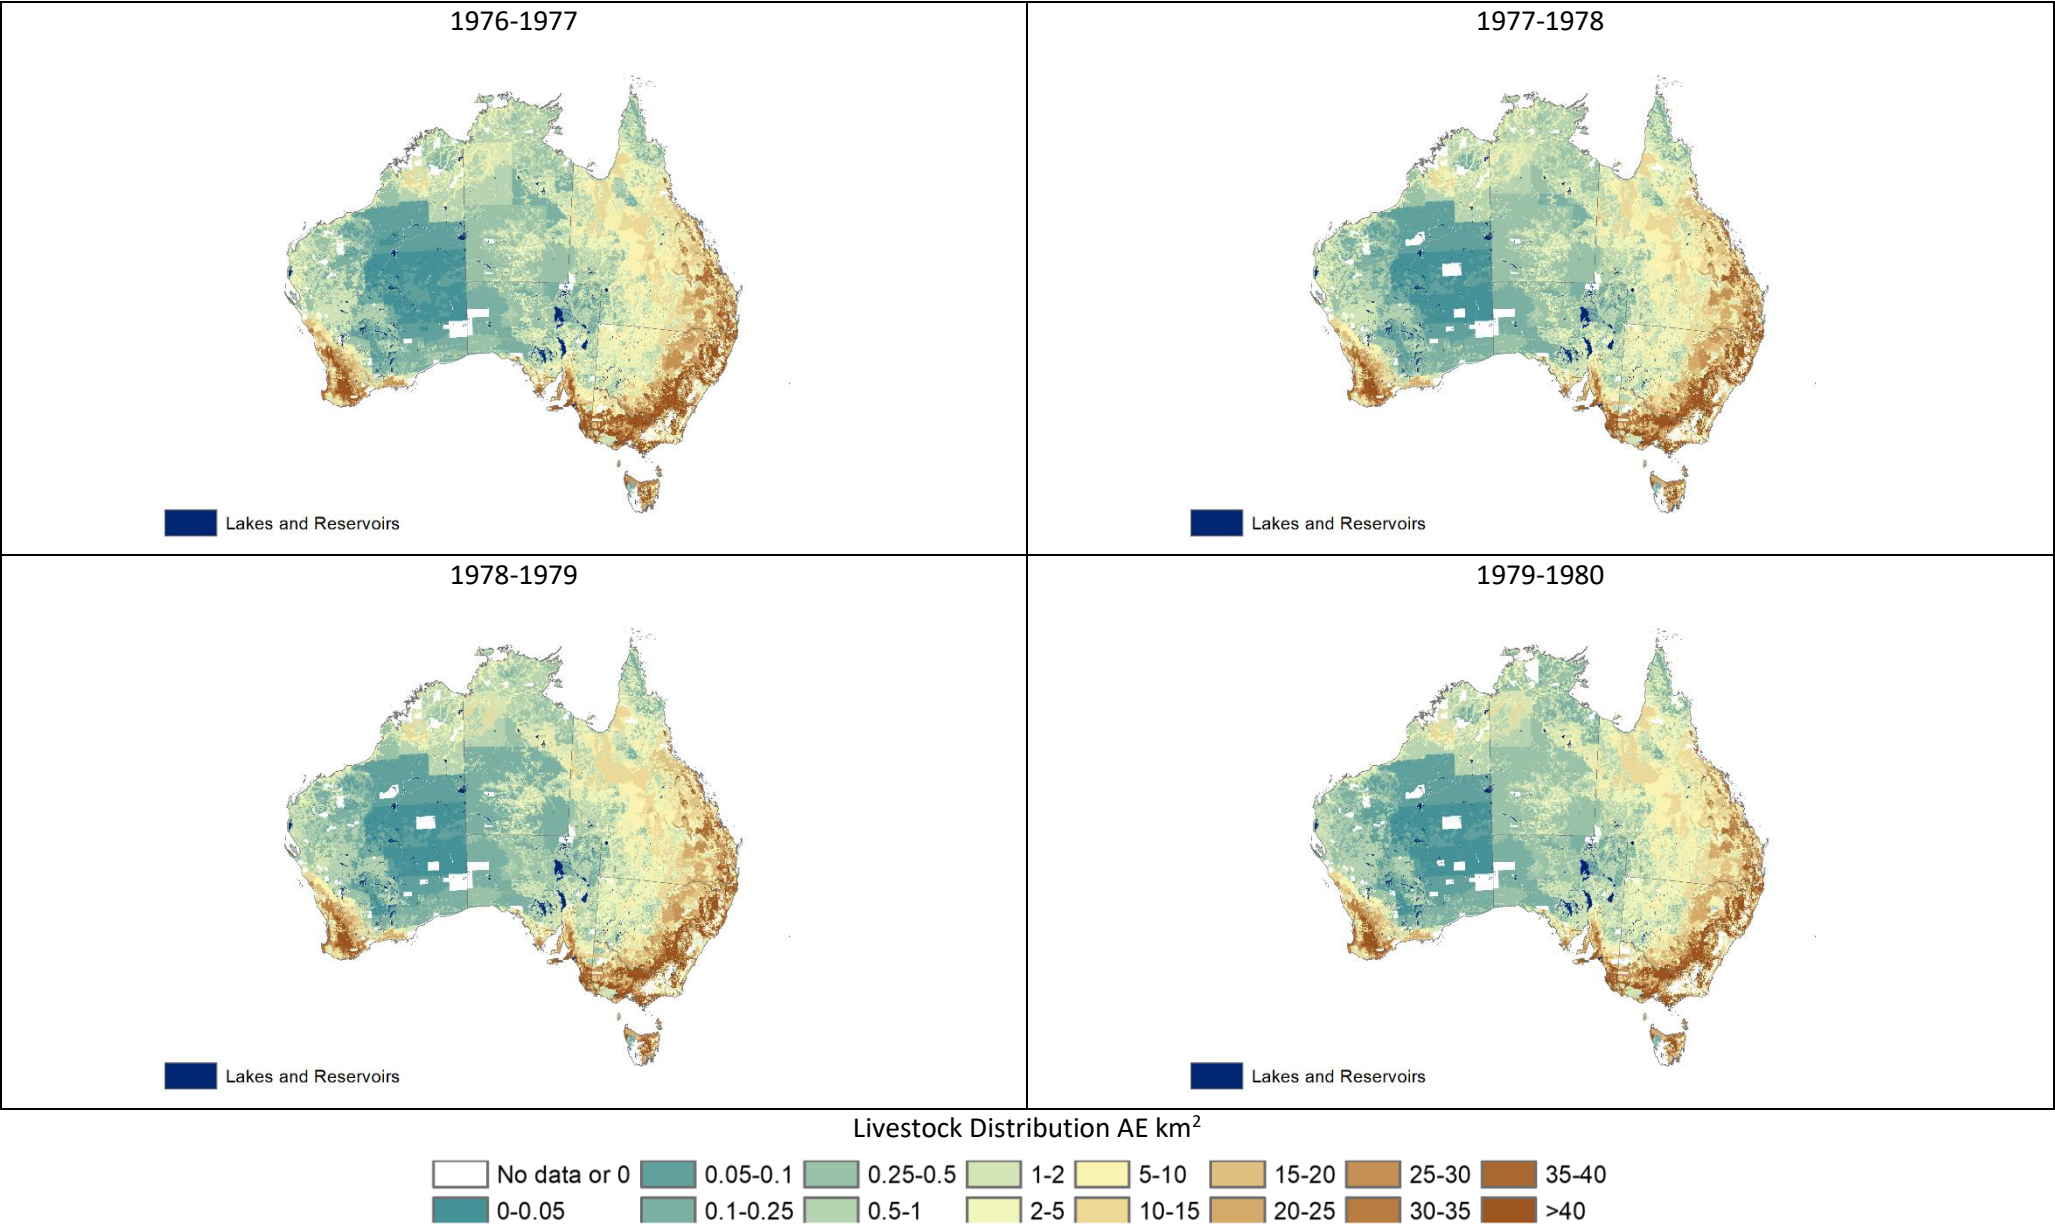 1976-1977
1977-1978
Lakes and Reservoirs
Lakes and Reservoirs
1978-1979
1979-1980
Lakes and Reservoirs
Lakes and Reservoirs
Livestock Distribution AE km²
No data or 0 0.05-0.1 0.25-0.5 1-2 5-10 15-20 25-30 35-40
0-0.05 0.1-0.25 0.5-1 2-5 10-15 20-25 30-35 >40